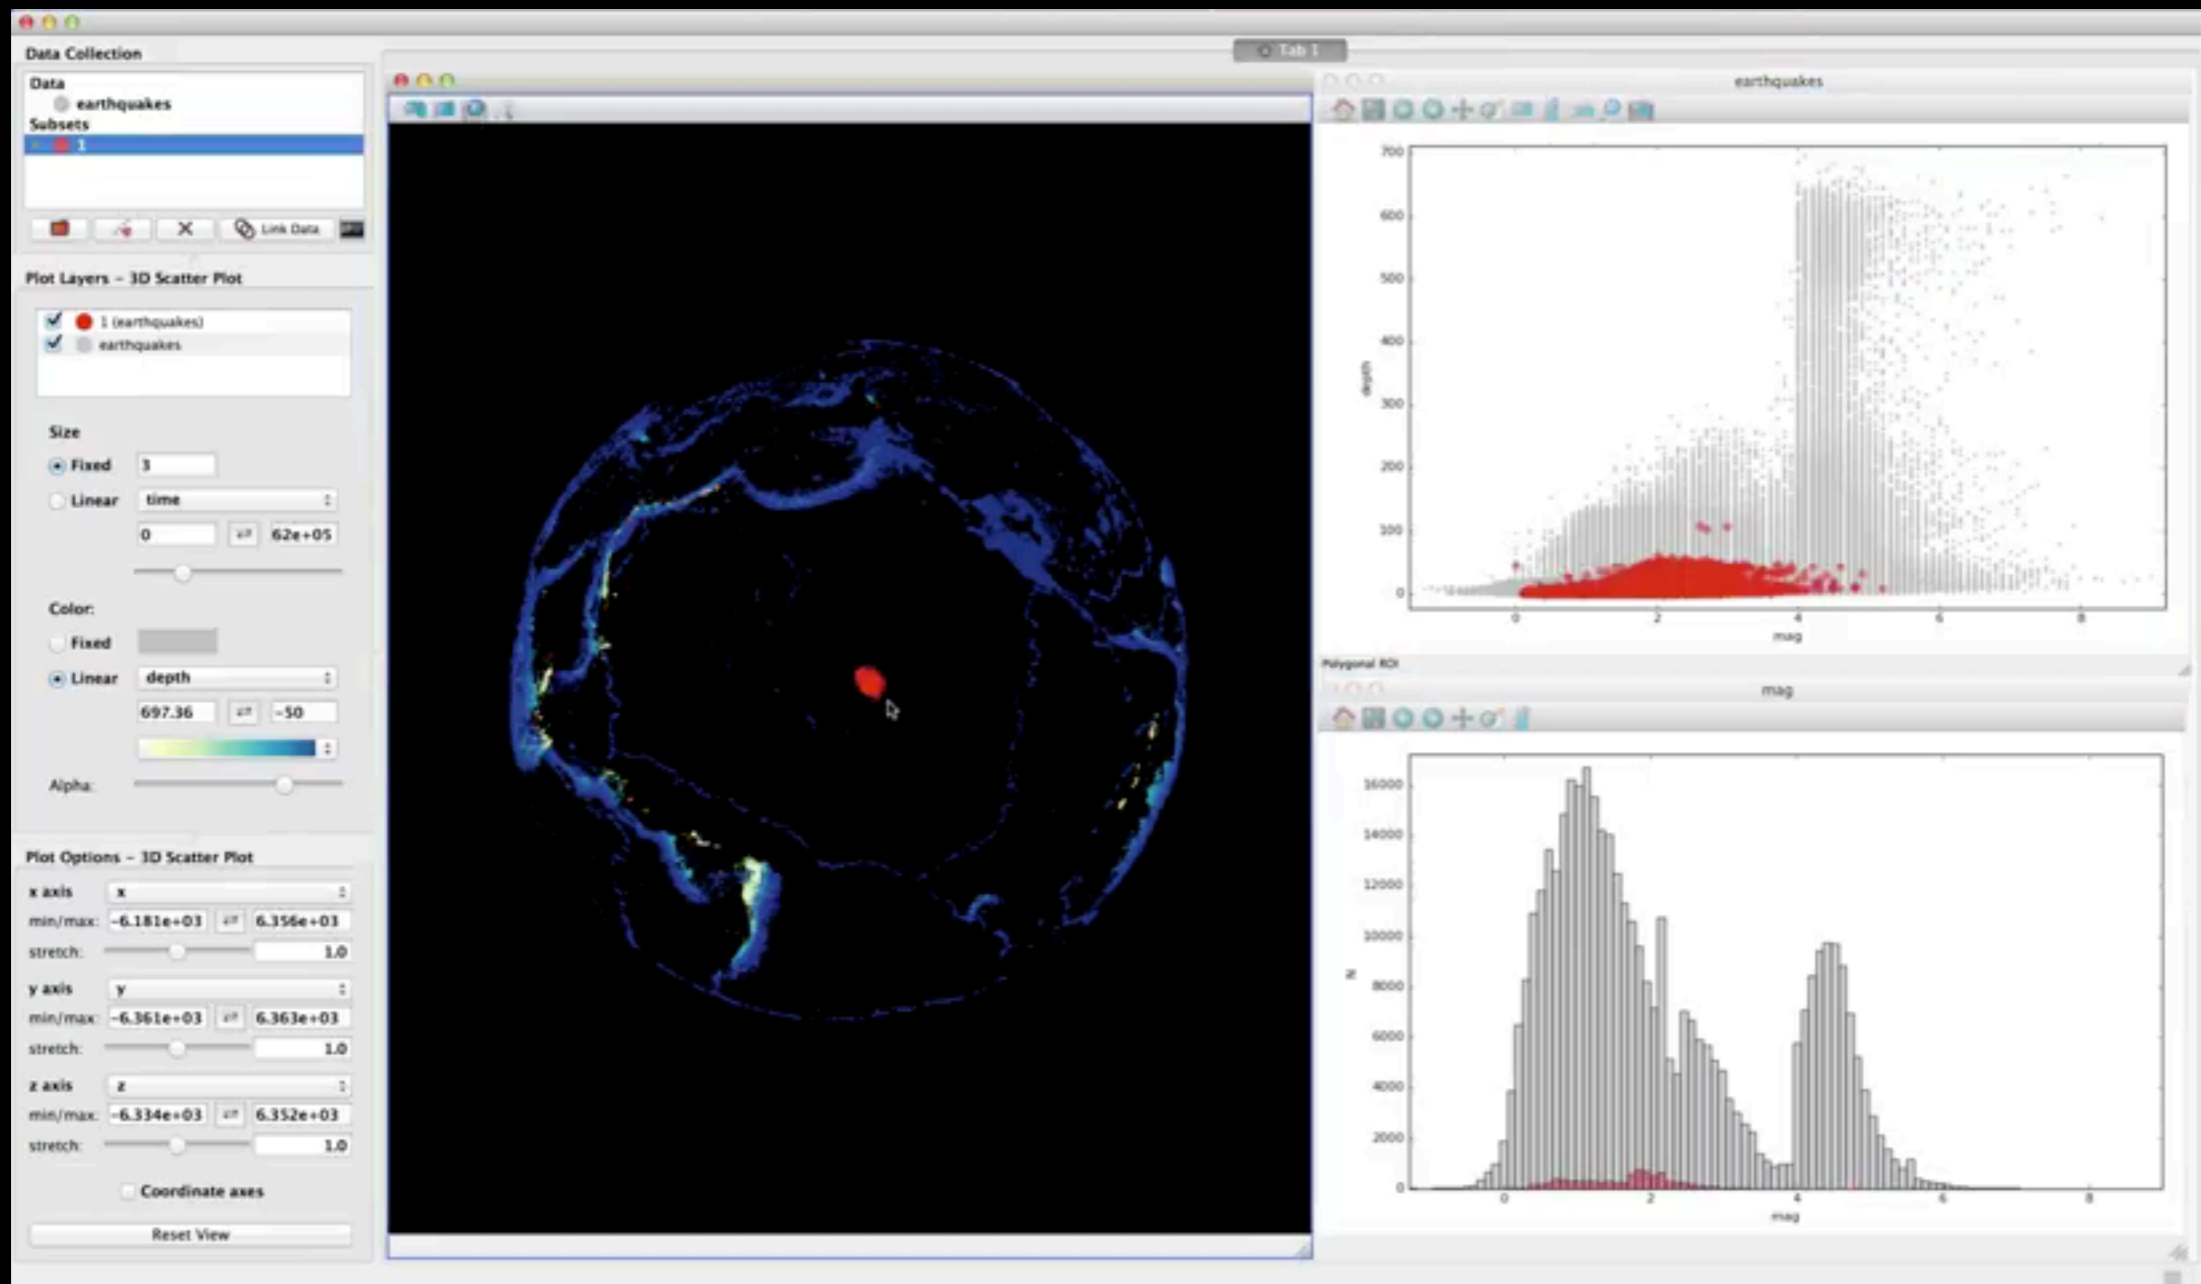 Data Collection
Data
earthquakes
Subsets
1
Link Data
Plot Layers - 3D Scatter Plot
1 (earthquakes)
earthquakes
Size
Fixed 3
Linear time
0 62e+05
Color:
Fixed
Linear depth
697.36 -50
Alpha:
Plot Options - 3D Scatter Plot
x axis x
min/max: -6.181e+03 6.356e+03
stretch: 1.0
y axis y
min/max: -6.361e+03 6.363e+03
stretch: 1.0
z axis z
min/max: -6.334e+03 6.352e+03
stretch: 1.0
Coordinate axes
Reset View
Tab 1
earthquakes
700
600
500
400
300
200
100
0
depth
0 2 4 6 8
mag
Polygonal ROI
mag
16000
14000
12000
10000
8000
6000
4000
2000
0
N
0 2 4 6 8
mag